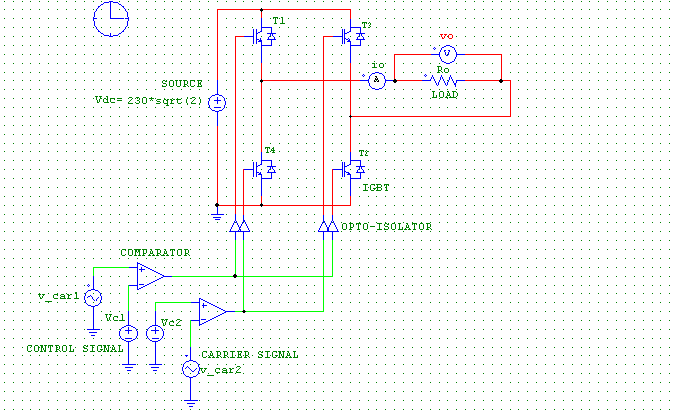 T1
T3
vo
io
Ro
SOURCE
LOAD
Vdc= 230*sqrt(2)
A
V
T4
T2
IGBT
OPTO-ISOLATOR
COMPARATOR
v_car1
Vc1
Vc2
CONTROL SIGNAL
CARRIER SIGNAL
v_car2